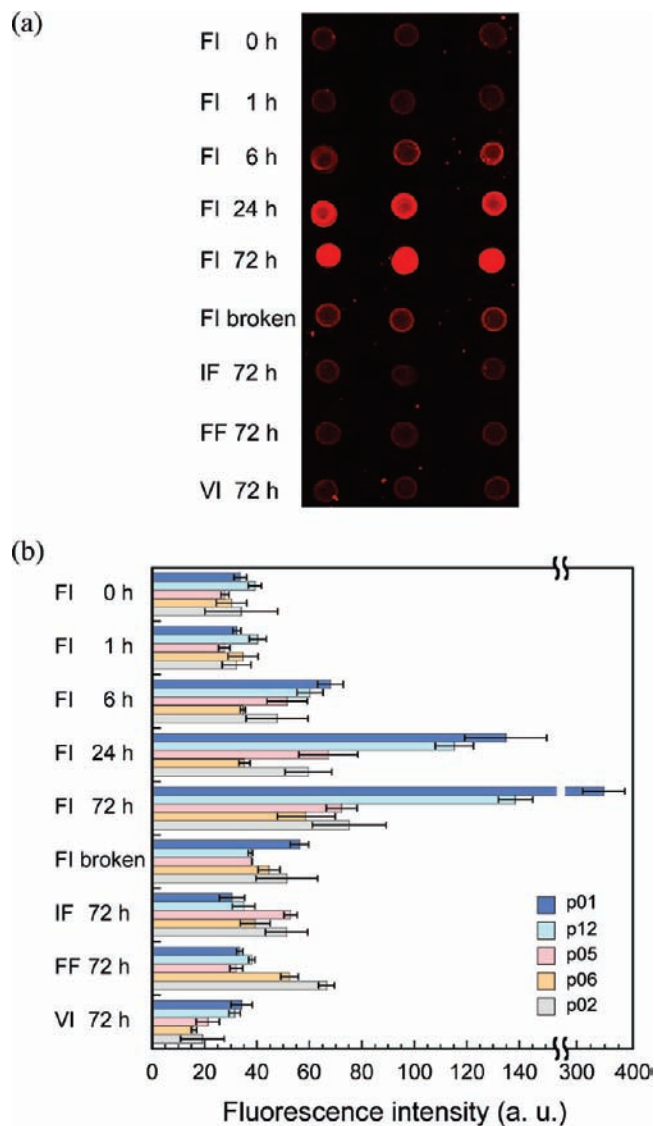 (a)
FI 0 h
FI 1 h
FI 6 h
FI 24 h
FI 72 h
FI broken
IF 72 h
FF 72 h
VI 72 h
(b)
FI 0 h
FI 1 h
FI 6 h
FI 24 h
FI 72 h
FI broken
IF 72 h
FF 72 h
VI 72 h
p01
p12
p05
p06
p02
0 20 40 60 80 100 120 140 300 400
Fluorescence intensity (a. u.)